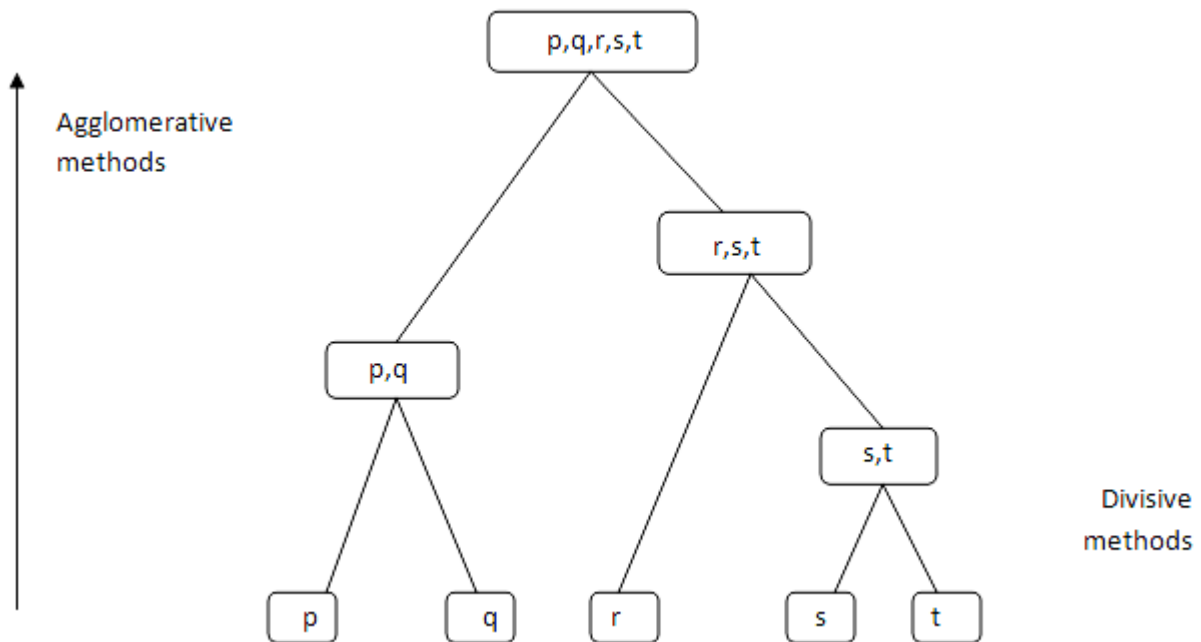 p,q,r,s,t
Agglomerative
methods
r,s,t
p,q
s,t
Divisive
methods
p
q
r
s
t